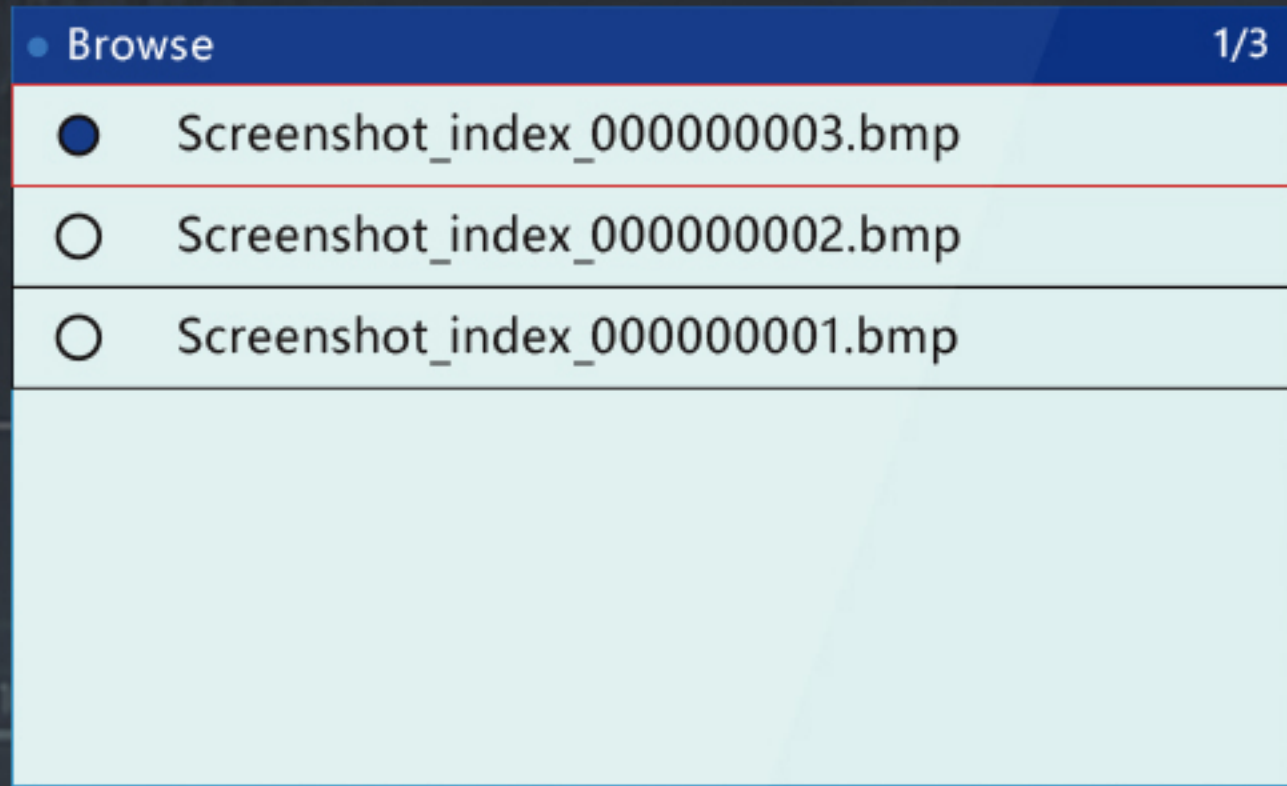 Browse 1/3
Screenshot_index_000000003.bmp
Screenshot_index_000000002.bmp
Screenshot_index_000000001.bmp